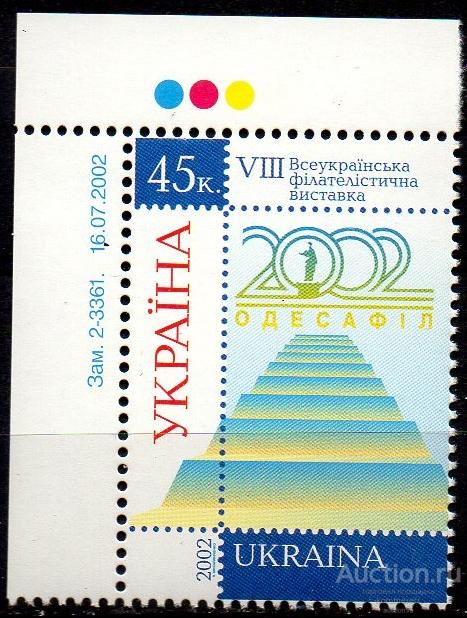 45к.
VIII Всеукраїнська
філателістична
виставка
2002
ОДЕСАФІЛ
УКРАЇНА
Зам. 2-3361. 16.07.2002
2002
UKRAINA
Auction.ru